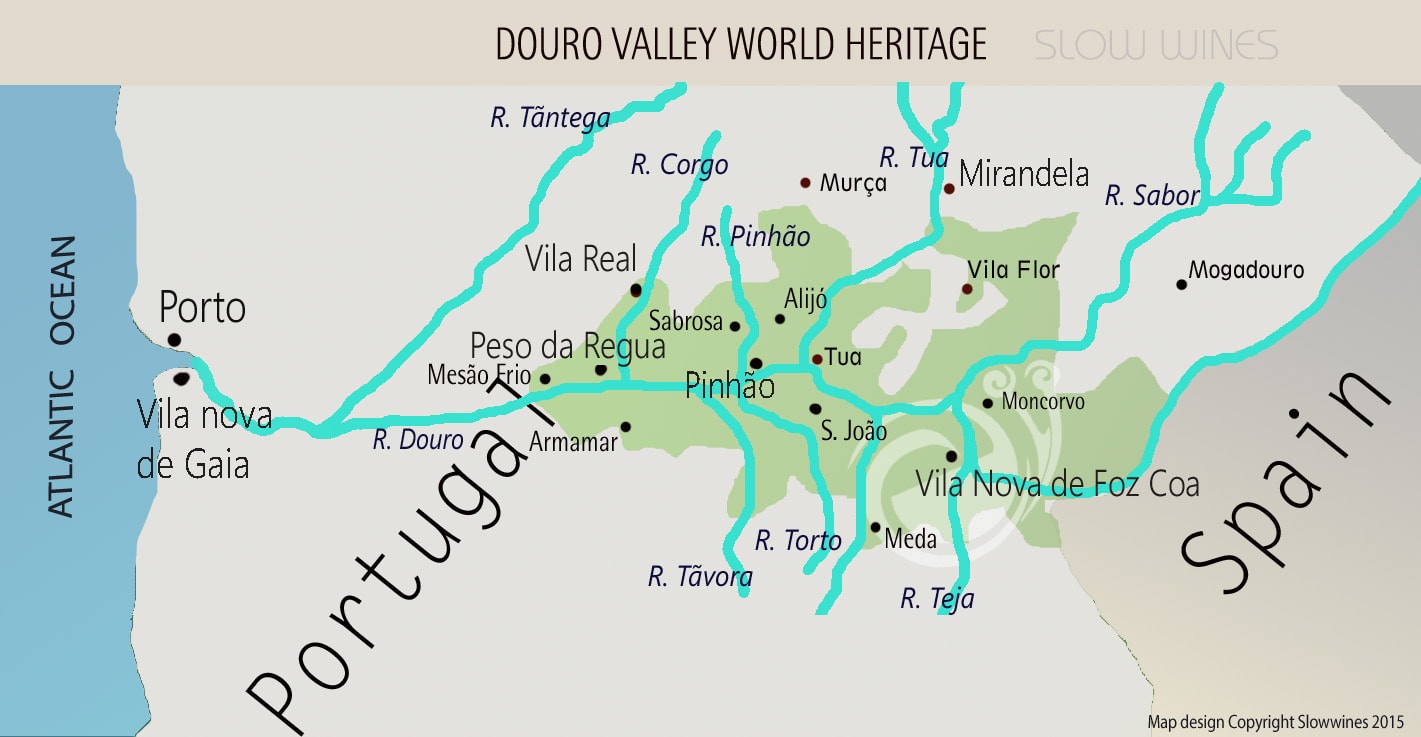 DOURO VALLEY WORLD HERITAGE
SLOW WINES
R. Tãntega
R. Corgo
R. Tua
Mirandela
Murça
R. Sabor
R. Pinhão
Vila Real
Vila Flor
Mogadouro
ATLANTIC OCEAN
Porto
Alijó
Sabrosa
Peso da Regua
Tua
Mesão Frio
Pinhão
Moncorvo
Vila nova
de Gaia
R. Douro
Armamar
S. João
Vila Nova de Foz Coa
Portugal
Spain
R. Torto
Meda
R. Tãvora
R. Teja
Map design Copyright Slowwines 2015